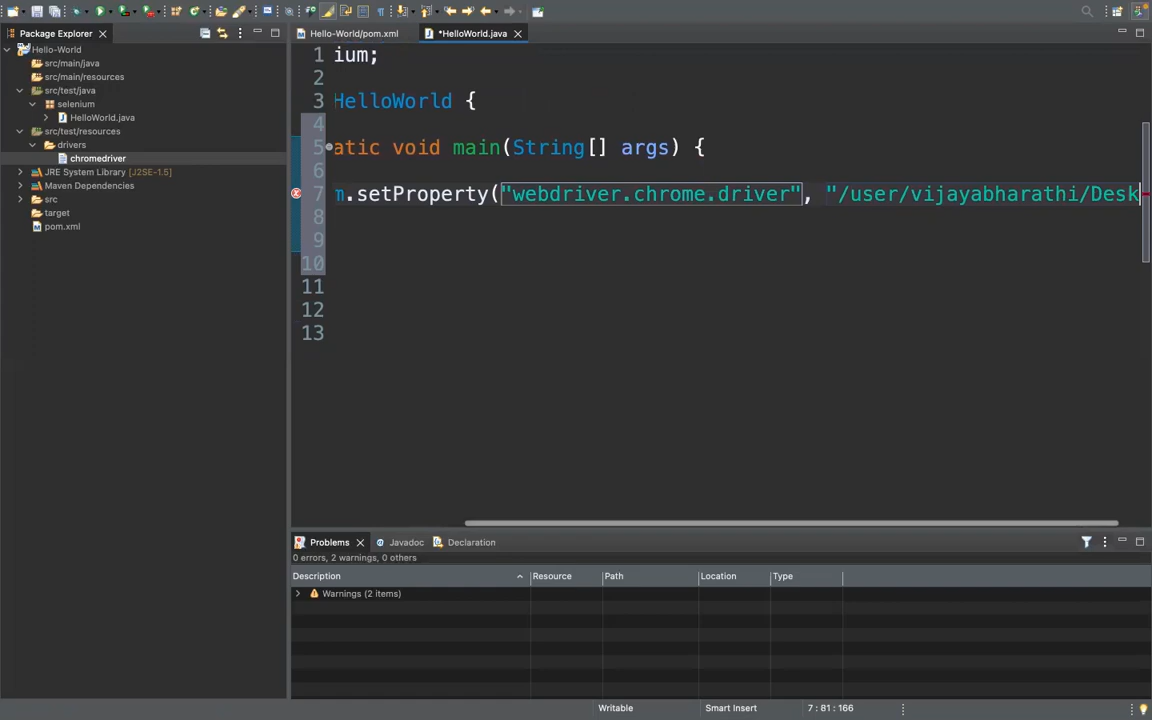 Package Explorer
Hello-World/pom.xml
*HelloWorld.java
Hello-World
src/main/java
src/main/resources
src/test/java
selenium
HelloWorld.java
src/test/resources
drivers
chromedriver
JRE System Library [J2SE-1.5]
Maven Dependencies
src
target
pom.xml
1 ium;
2
3 HelloWorld {
4
5 atic void main(String[] args) {
6
7 m.setProperty("webdriver.chrome.driver", "/user/vijayabharathi/Desk
8
9
10
11
12
13
Problems Javadoc Declaration
0 errors, 2 warnings, 0 others
Description Resource Path Location Type
Warnings (2 items)
Writable Smart Insert 7 : 81 : 166